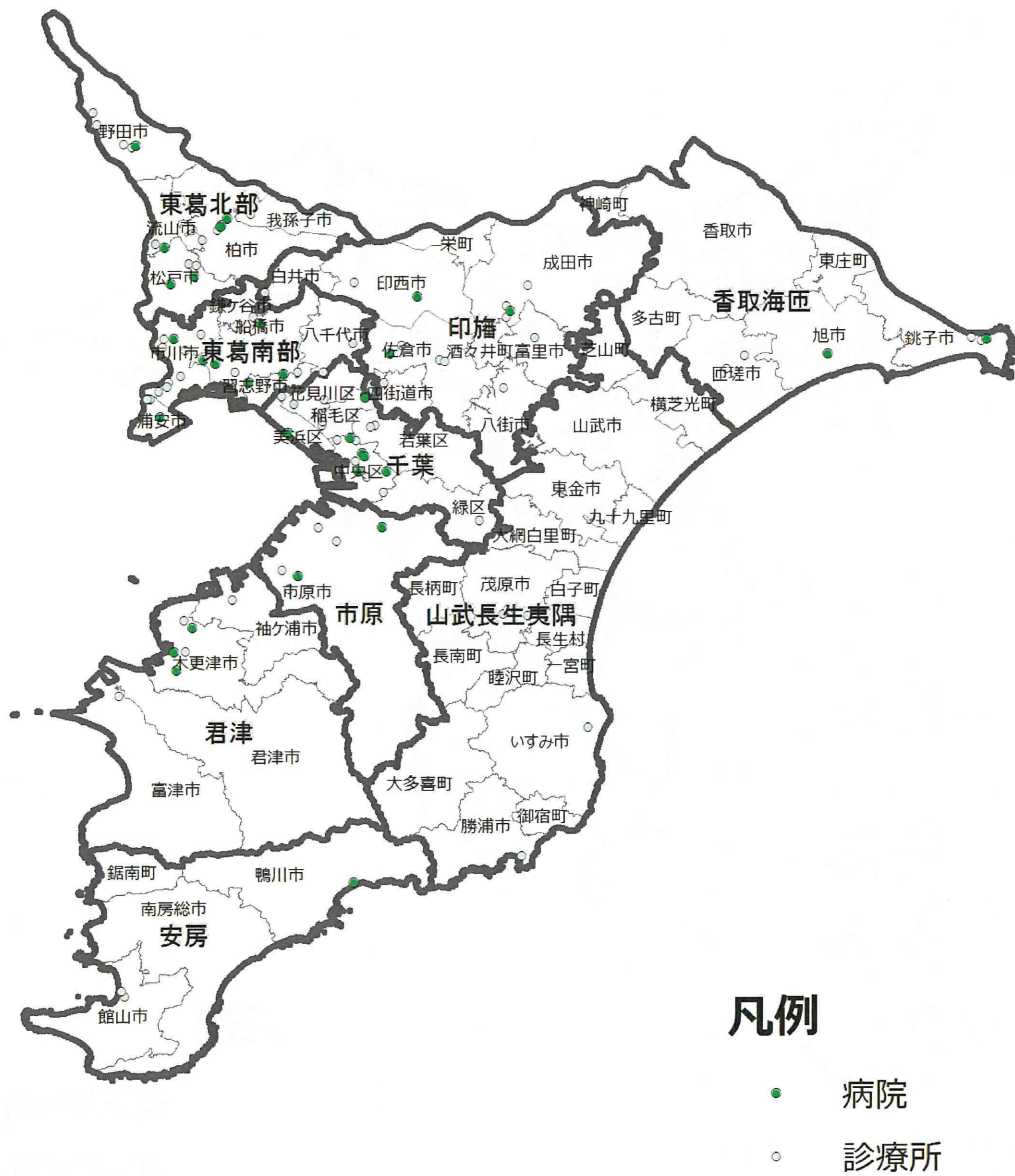 野田市
東葛北部
我孫子市
流山市
柏市
松戸市
神崎町
香取市
栄町
成田市
東庄町
白井市
印西市
香取海匝
鎌ケ谷市
船橋市
八千代市
印旛
多古町
旭市
銚子市
市川市
東葛南部
佐倉市
酒々井町
富里市
芝山町
匝瑳市
習志野市
花見川区
四街道市
横芝光町
浦安市
稲毛区
八街市
山武市
美浜区
若葉区
中央区
千葉
東金市
緑区
九十九里町
大網白里町
市原市
長柄町
茂原市
白子町
市原
山武長生夷隅
袖ケ浦市
長生村
木更津市
長南町
一宮町
睦沢町
君津
いすみ市
君津市
富津市
大多喜町
勝浦市
御宿町
鋸南町
鴨川市
南房総市
安房
館山市
凡例
病院
診療所